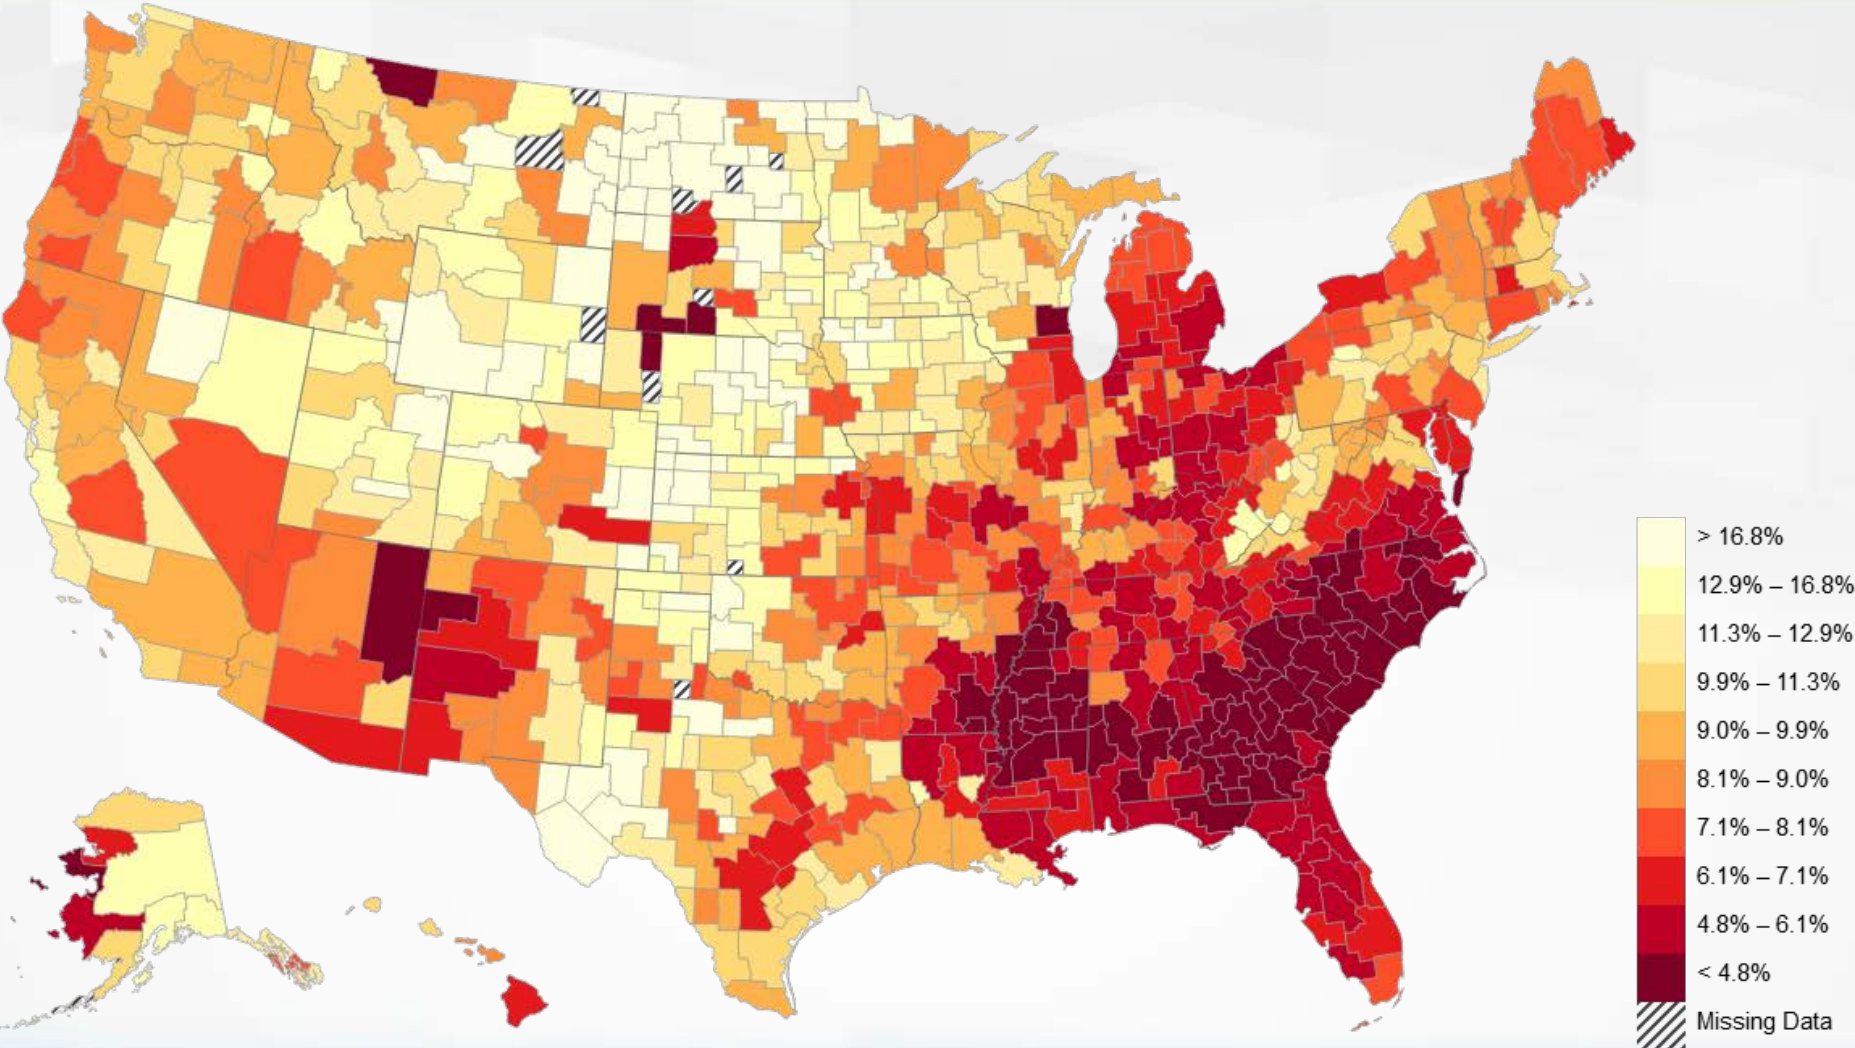 > 16.8%
12.9% – 16.8%
11.3% – 12.9%
9.9% – 11.3%
9.0% – 9.9%
8.1% – 9.0%
7.1% – 8.1%
6.1% – 7.1%
4.8% – 6.1%
< 4.8%
Missing Data